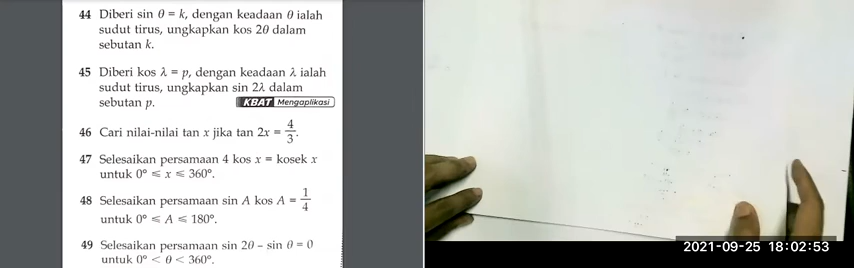 44 Diberi sin θ = k, dengan keadaan θ ialah
sudut tirus, ungkapkan kos 2θ dalam
sebutan k.
45 Diberi kos λ = p, dengan keadaan λ ialah
sudut tirus, ungkapkan sin 2λ dalam
sebutan p.
KBAT Mengaplikasi
46 Cari nilai-nilai tan x jika tan 2x = 4/3.
47 Selesaikan persamaan 4 kos x = kosek x
untuk 0° ≤ x ≤ 360°.
48 Selesaikan persamaan sin A kos A = 1/4
untuk 0° ≤ A ≤ 180°.
49 Selesaikan persamaan sin 2θ – sin θ = 0
untuk 0° < θ < 360°.
2021-09-25 18:02:53